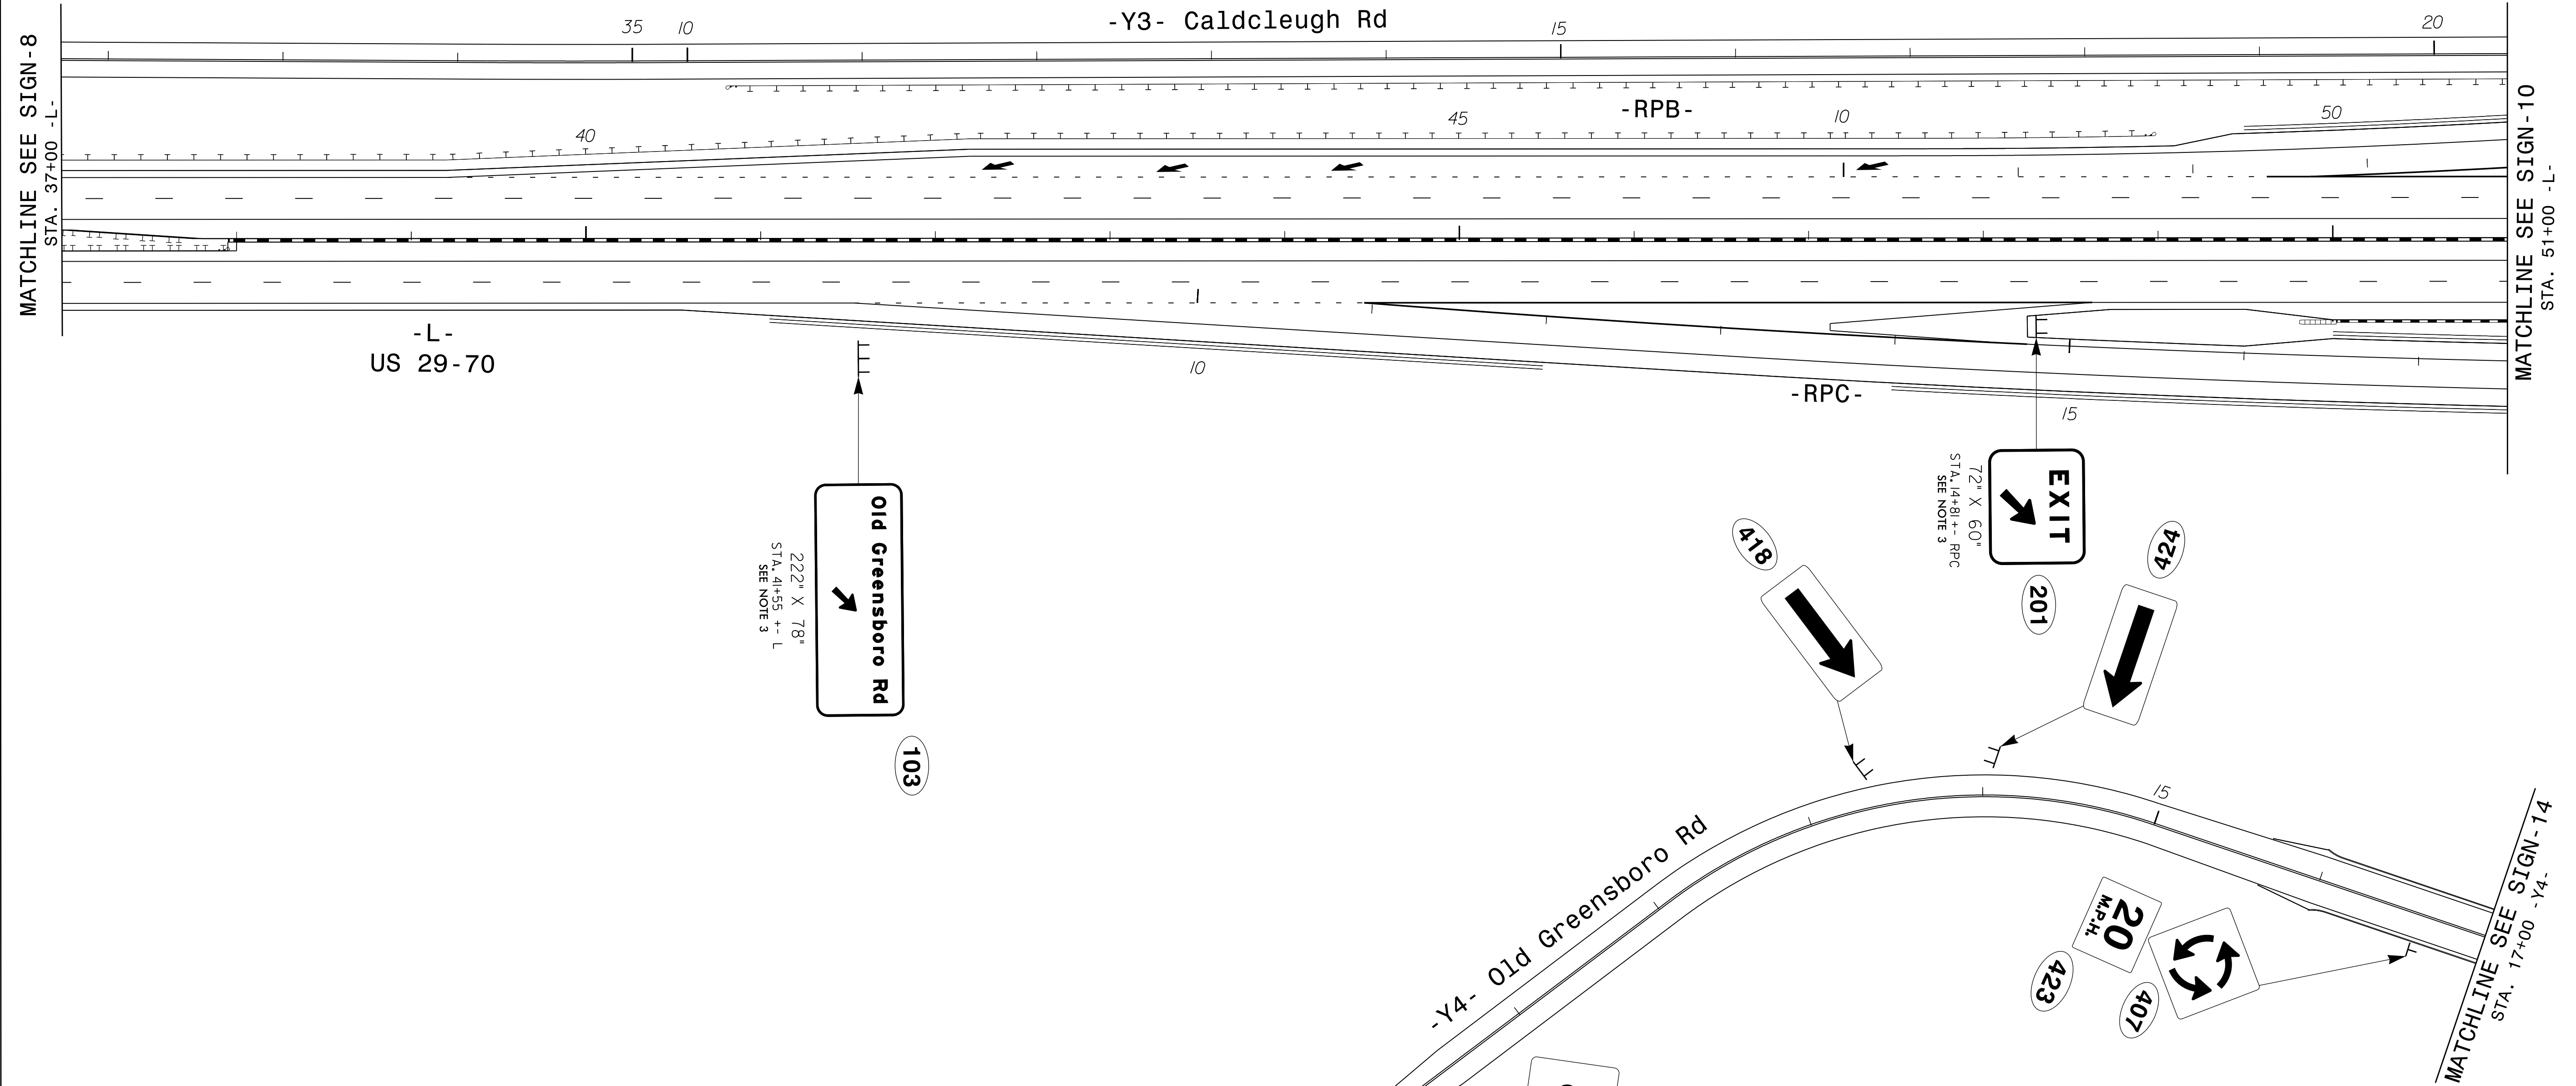 -Y3- Caldcleugh Rd
35
10
15
20
MATCHLINE SEE SIGN-8
STA. 37+00 -L-
40
45
-RPB-
10
50
MATCHLINE SEE SIGN-10
STA. 51+00 -L-
-L-
US 29-70
10
-RPC-
15
Old Greensboro Rd
222" X 78"
STA. 41+55 +- L
SEE NOTE 3
103
EXIT
72" X 60"
STA. 14+81 +- RPC
SEE NOTE 3
201
418
424
-Y4- Old Greensboro Rd
15
20
M.P.H.
423
407
MATCHLINE SEE SIGN-14
STA. 17+00 -Y4-